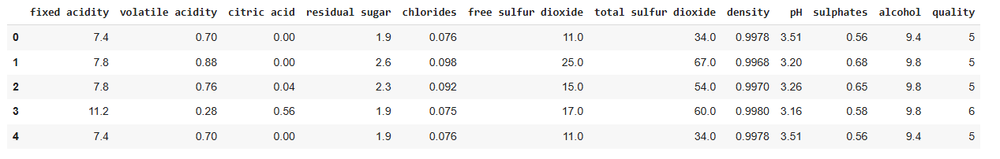 fixed acidity volatile acidity citric acid residual sugar chlorides free sulfur dioxide total sulfur dioxide density pH sulphates alcohol quality
0 7.4 0.70 0.00 1.9 0.076 11.0 34.0 0.9978 3.51 0.56 9.4 5
1 7.8 0.88 0.00 2.6 0.098 25.0 67.0 0.9968 3.20 0.68 9.8 5
2 7.8 0.76 0.04 2.3 0.092 15.0 54.0 0.9970 3.26 0.65 9.8 5
3 11.2 0.28 0.56 1.9 0.075 17.0 60.0 0.9980 3.16 0.58 9.8 6
4 7.4 0.70 0.00 1.9 0.076 11.0 34.0 0.9978 3.51 0.56 9.4 5